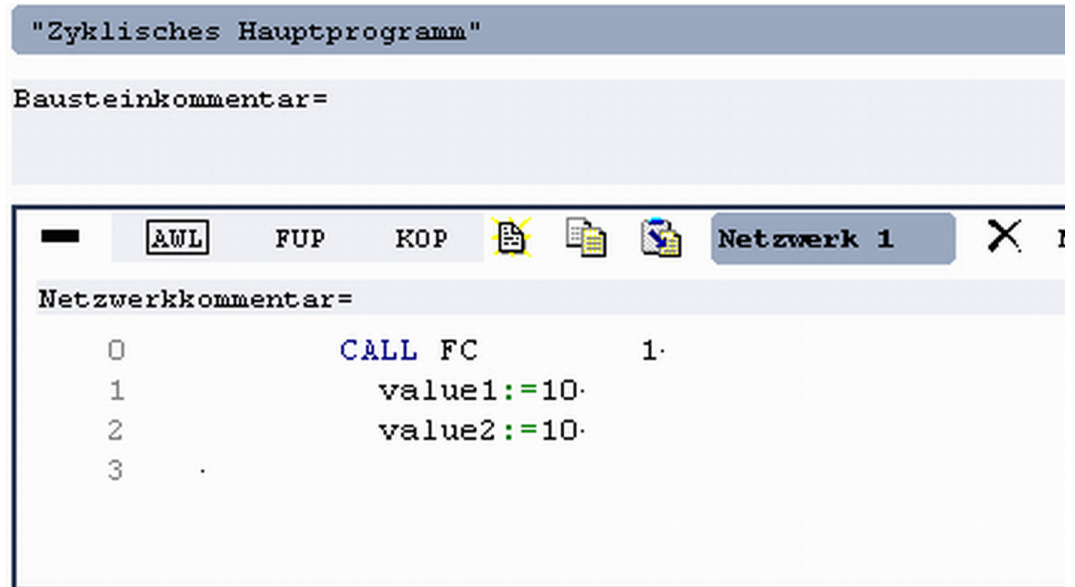 "Zyklisches Hauptprogramm"
Bausteinkommentar=
AWL FUP KOP Netzwerk 1
Netzwerkkommentar=
0 CALL FC 1
1 value1:=10
2 value2:=10
3